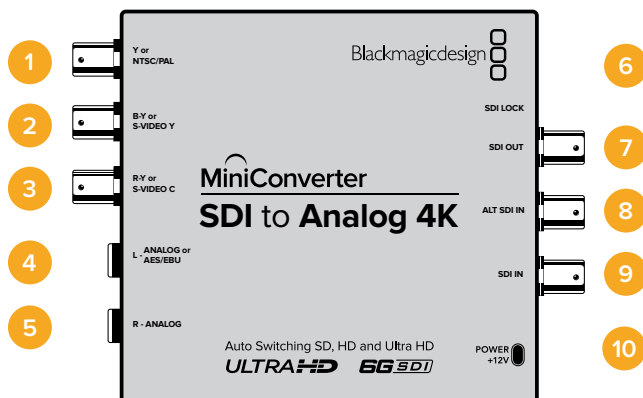 1
Y or
NTSC/PAL
2
B-Y or
S-VIDEO Y
3
R-Y or
S-VIDEO C
4
L - ANALOG or
AES/EBU
5
R - ANALOG
Blackmagicdesign
MiniConverter
SDI to Analog 4K
Auto Switching SD, HD and Ultra HD
ULTRA HD 6G SDI
6
SDI LOCK
7
SDI OUT
8
ALT SDI IN
9
SDI IN
10
POWER
+12V